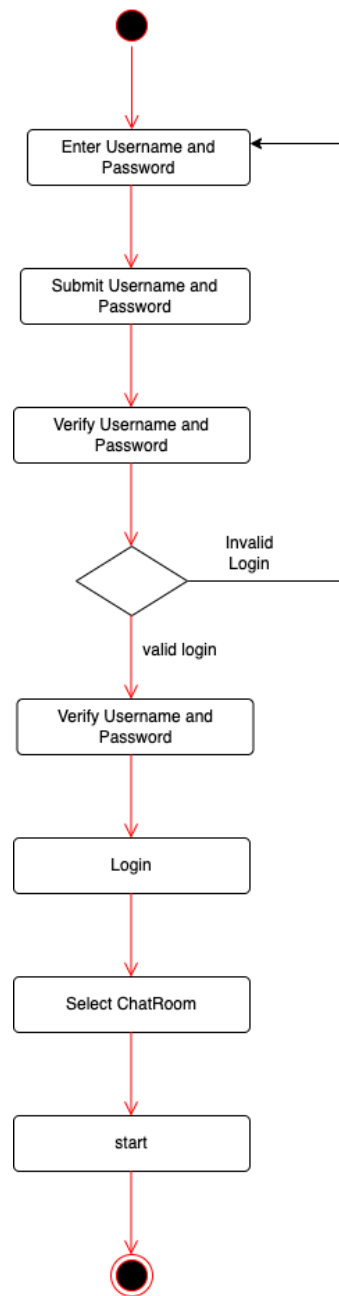 Enter Username and
Password
Submit Username and
Password
Verify Username and
Password
Invalid
Login
valid login
Verify Username and
Password
Login
Select ChatRoom
start